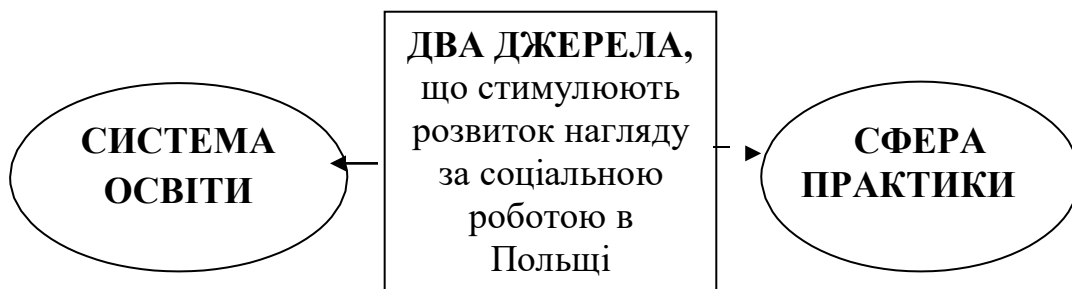 СИСТЕМА
ОСВІТИ
ДВА ДЖЕРЕЛА,
що стимулюють
розвиток нагляду
за соціальною
роботою в
Польщі
СФЕРА
ПРАКТИКИ